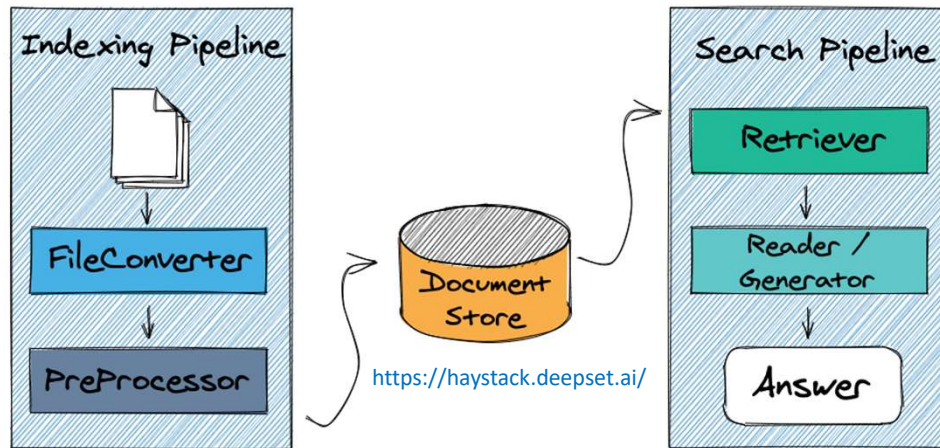 Indexing Pipeline
FileConverter
PreProcessor
Document
Store
https://haystack.deepset.ai/
Search Pipeline
Retriever
Reader /
Generator
Answer